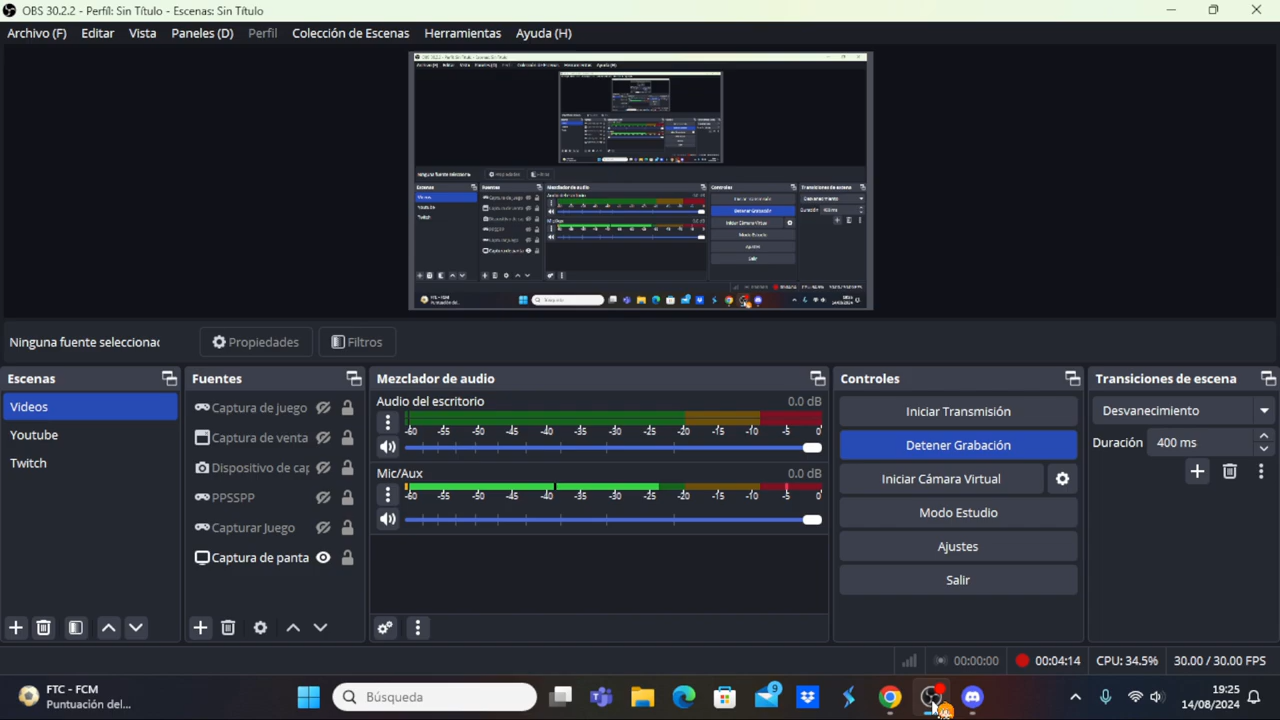 OBS 30.2.2 - Perfil: Sin Título - Escenas: Sin Título
Archivo (F) Editar Vista Paneles (D) Perfil Colección de Escenas Herramientas Ayuda (H)
Ninguna fuente seleccionac Propiedades Filtros
Escenas
Videos
Youtube
Twitch
Fuentes
Captura de juego
Captura de venta
Dispositivo de cap
PPSSPP
Capturar Juego
Captura de panta
Mezclador de audio
Audio del escritorio 0.0 dB
-60 -55 -50 -45 -40 -35 -30 -25 -20 -15 -10 -5 0
Mic/Aux 0.0 dB
-60 -55 -50 -45 -40 -35 -30 -25 -20 -15 -10 -5 0
Controles
Iniciar Transmisión
Detener Grabación
Iniciar Cámara Virtual
Modo Estudio
Ajustes
Salir
Transiciones de escena
Desvanecimiento
Duración 400 ms
00:00:00 00:04:14 CPU: 34.5% 30.00 / 30.00 FPS
FTC - FCM
Puntuación del...
Búsqueda
19:25
14/08/2024